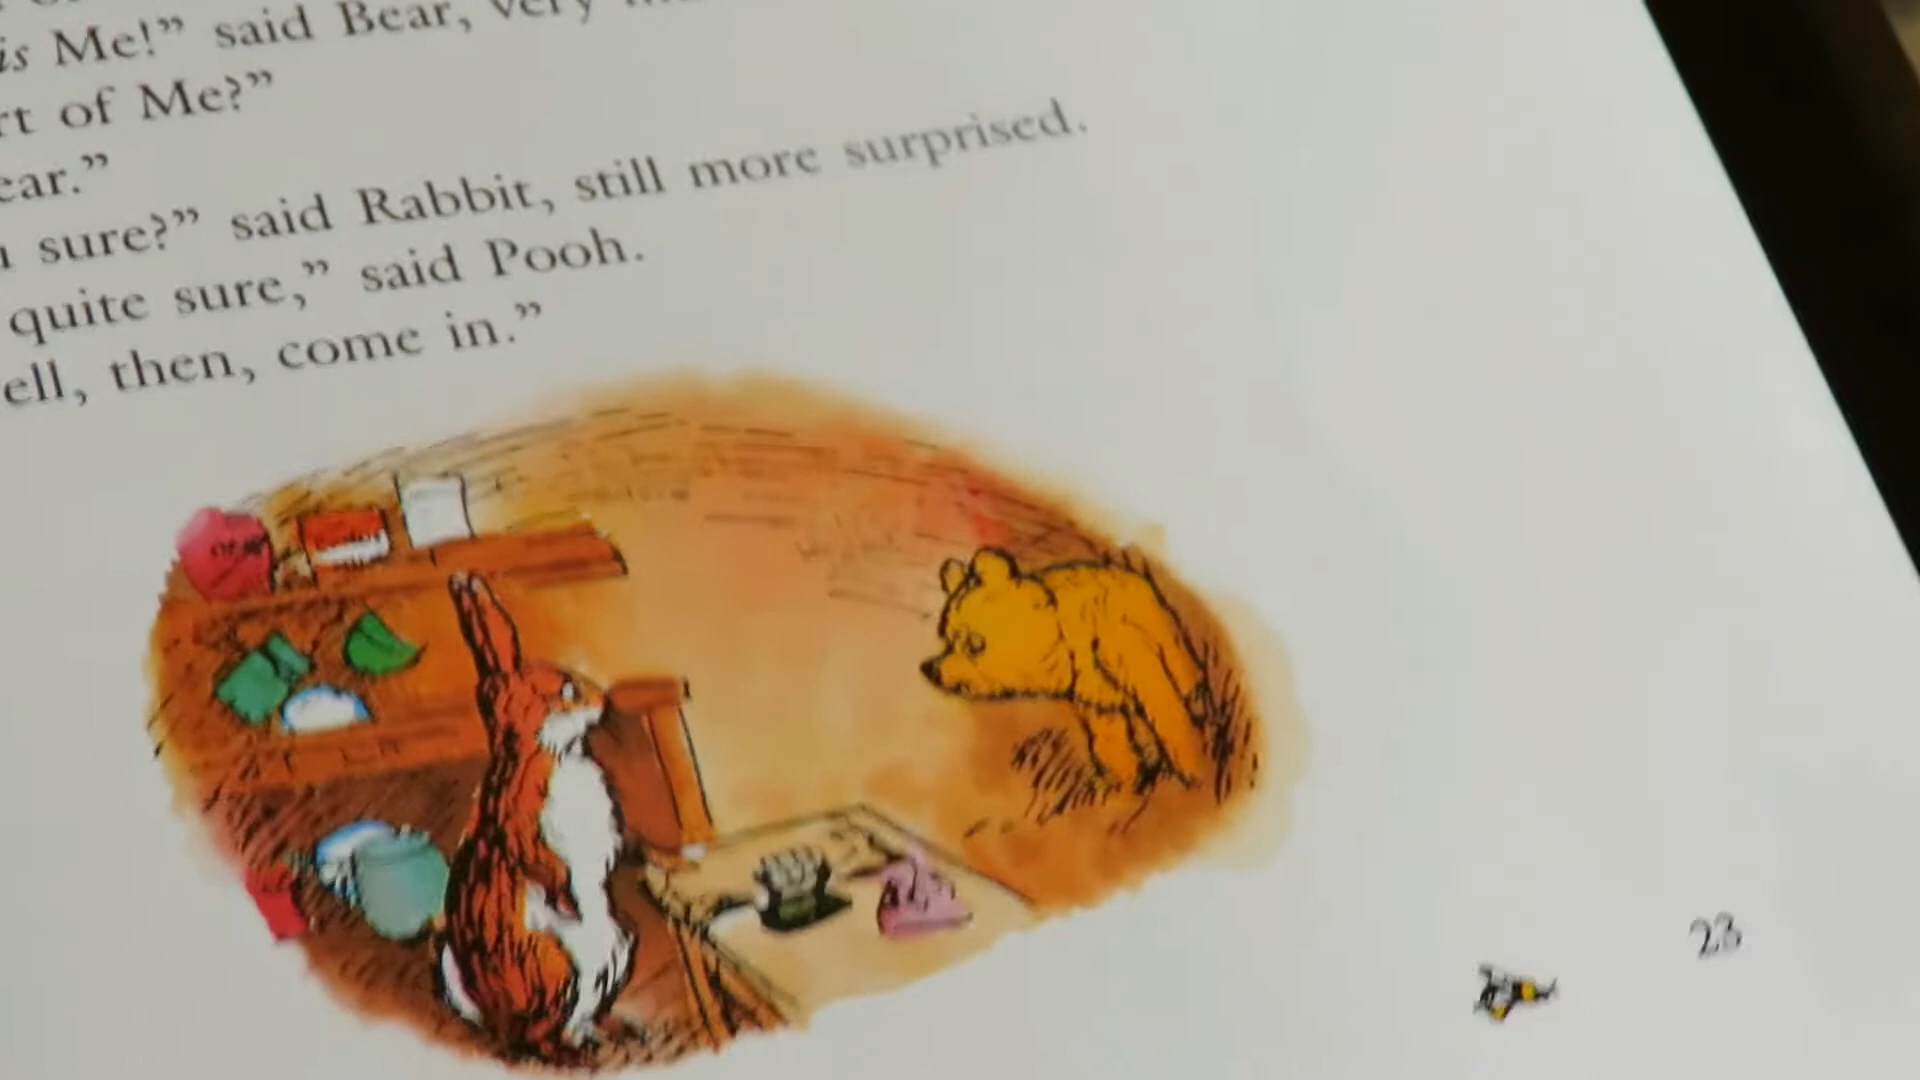 is Me!” said Bear, very
rt of Me?”
ear.”
sure?” said Rabbit, still more surprised.
quite sure,” said Pooh.
ell, then, come in.”
23